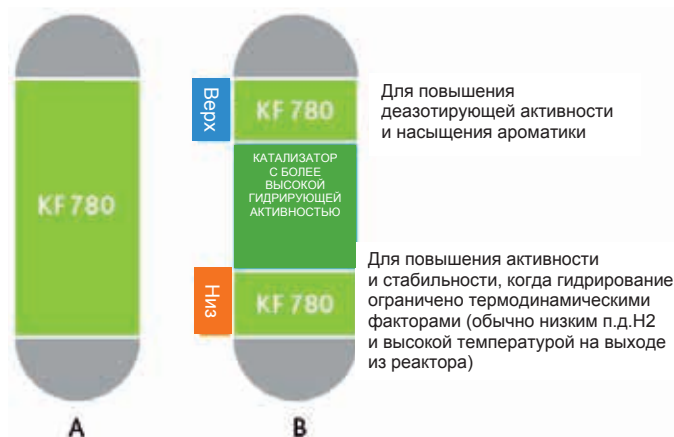 KF 780
A
Верх
KF 780
Для повышения
деазотирующей активности
и насыщения ароматики
КАТАЛИЗАТОР
С БОЛЕЕ
ВЫСОКОЙ
ГИДРИРУЮЩЕЙ
АКТИВНОСТЬЮ
Низ
KF 780
Для повышения активности
и стабильности, когда гидрирование
ограничено термодинамическими
факторами (обычно низким п.д.Н2
и высокой температурой на выходе
из реактора)
B